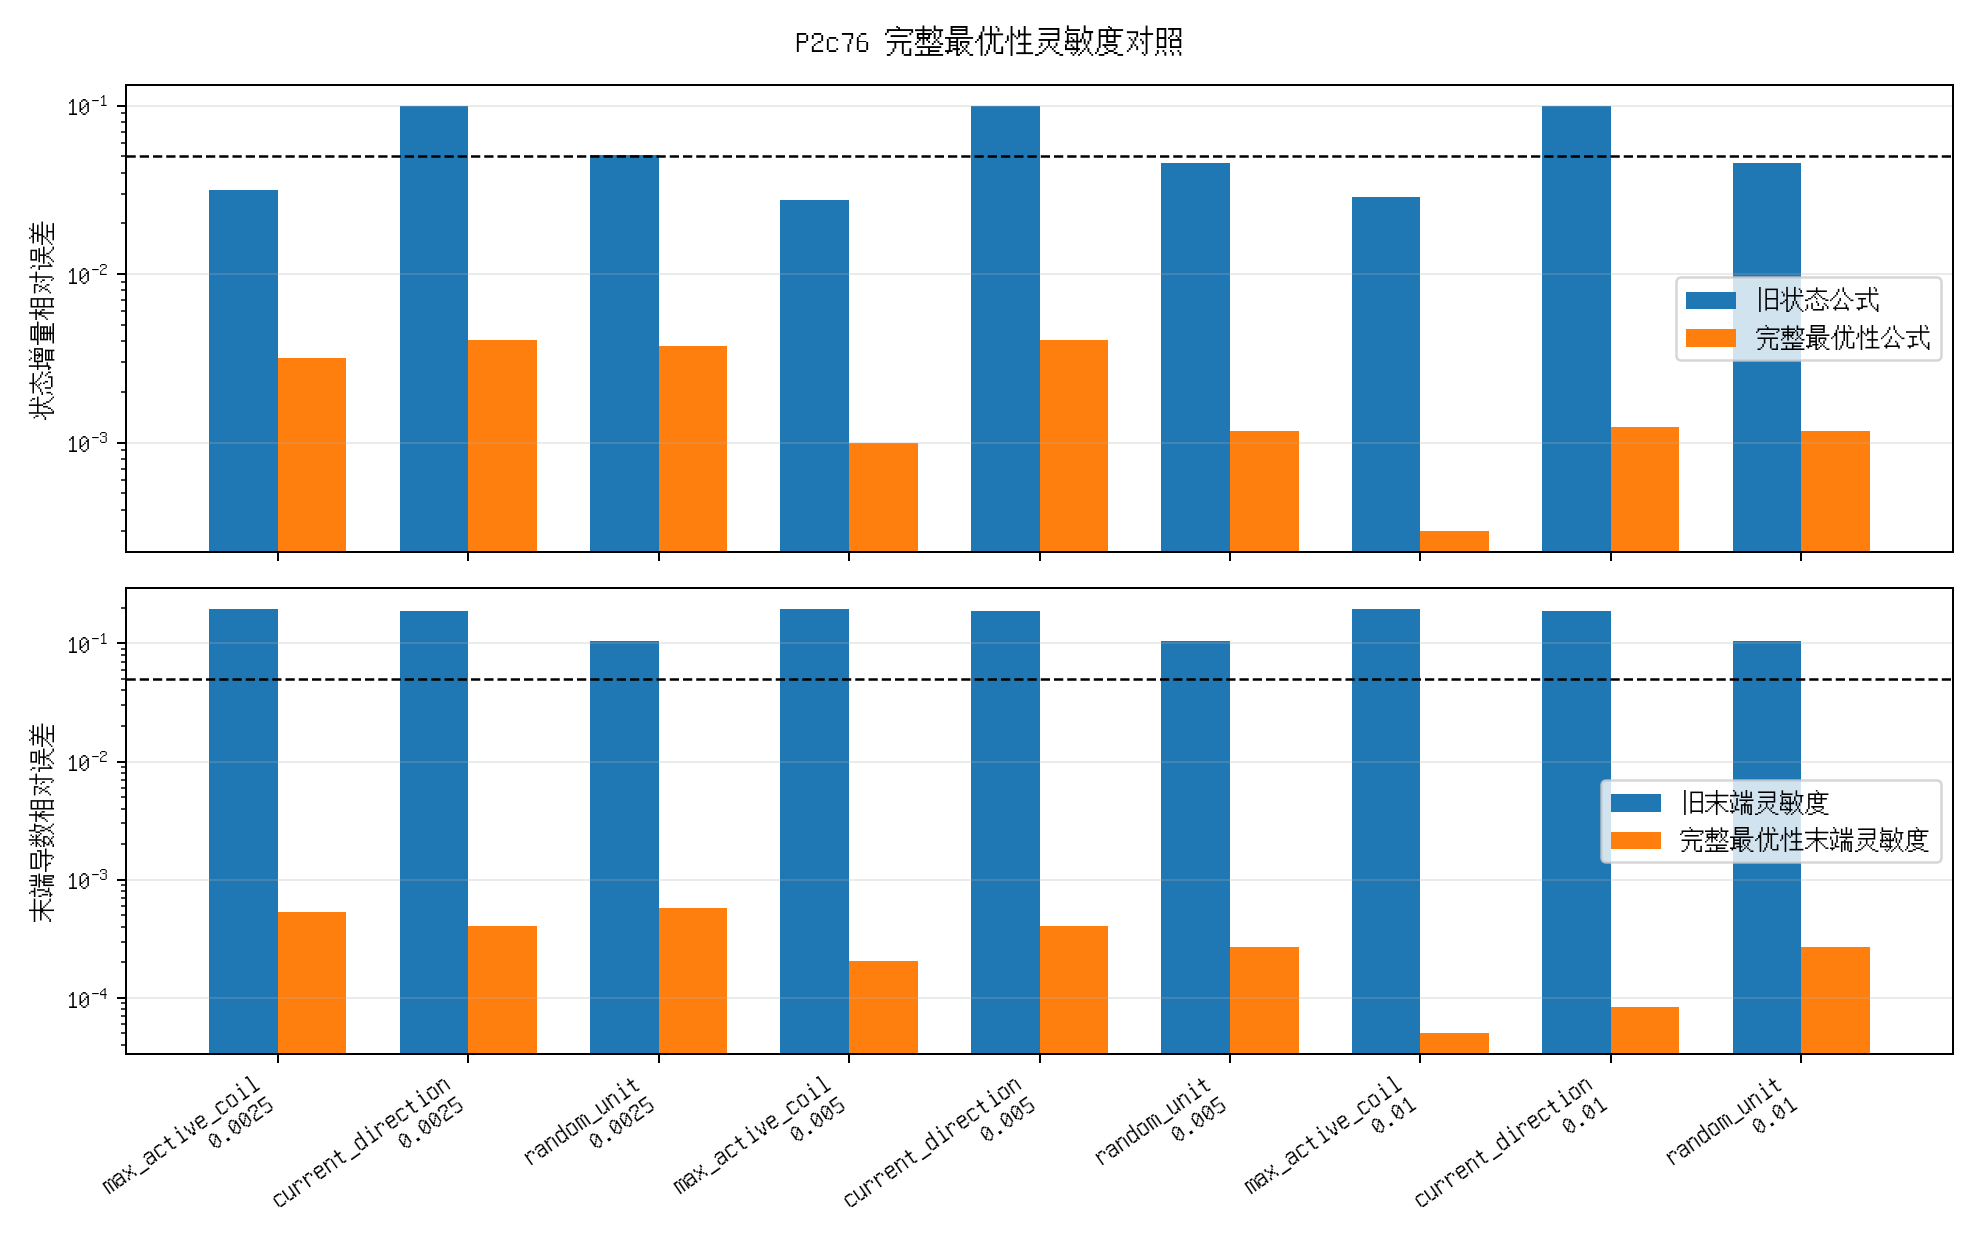 P2c76 完整最优性灵敏度对照
状态增量相对误差
10⁻¹
10⁻²
10⁻³
旧状态公式
完整最优性公式
末端导数相对误差
10⁻¹
10⁻²
10⁻³
10⁻⁴
旧末端灵敏度
完整最优性末端灵敏度
max_active_coil
0.0025
current_direction
0.0025
random_unit
0.0025
max_active_coil
0.005
current_direction
0.005
random_unit
0.005
max_active_coil
0.01
current_direction
0.01
random_unit
0.01